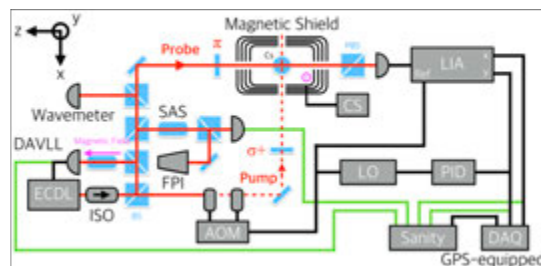 Magnetic Shield
z
y
x
Probe
Cs
PBS
LIA
x
y
Ref
Wavemeter
CS
SAS
DAVLL
Magnetic Field
σ+
LO
PID
FPI
Pump
ECDL
ISO
BS
AOM
Sanity
DAQ
GPS-equipped